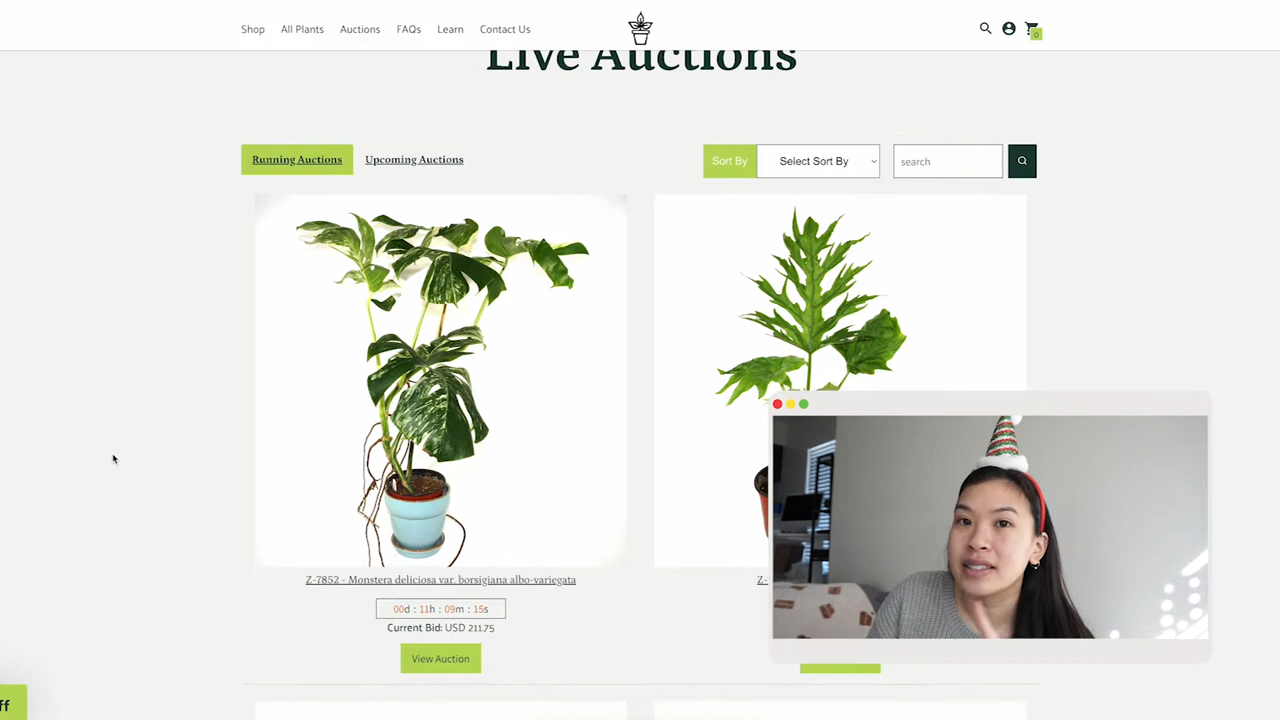 Shop All Plants Auctions FAQs Learn Contact Us
0
Live Auctions
Running Auctions Upcoming Auctions
Sort By Select Sort By search
Z-7852 - Monstera deliciosa var. borsigiana albo-variegata
Z-
00d : 11h : 09m : 15s
Current Bid: USD 211.75
View Auction
ff